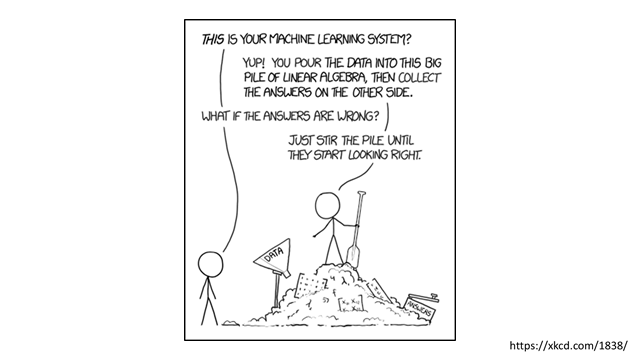 THIS IS YOUR MACHINE LEARNING SYSTEM?
YUP! YOU POUR THE DATA INTO THIS BIG
PILE OF LINEAR ALGEBRA, THEN COLLECT
THE ANSWERS ON THE OTHER SIDE.
WHAT IF THE ANSWERS ARE WRONG?
JUST STIR THE PILE UNTIL
THEY START LOOKING RIGHT.
DATA
ANSWERS
https://xkcd.com/1838/